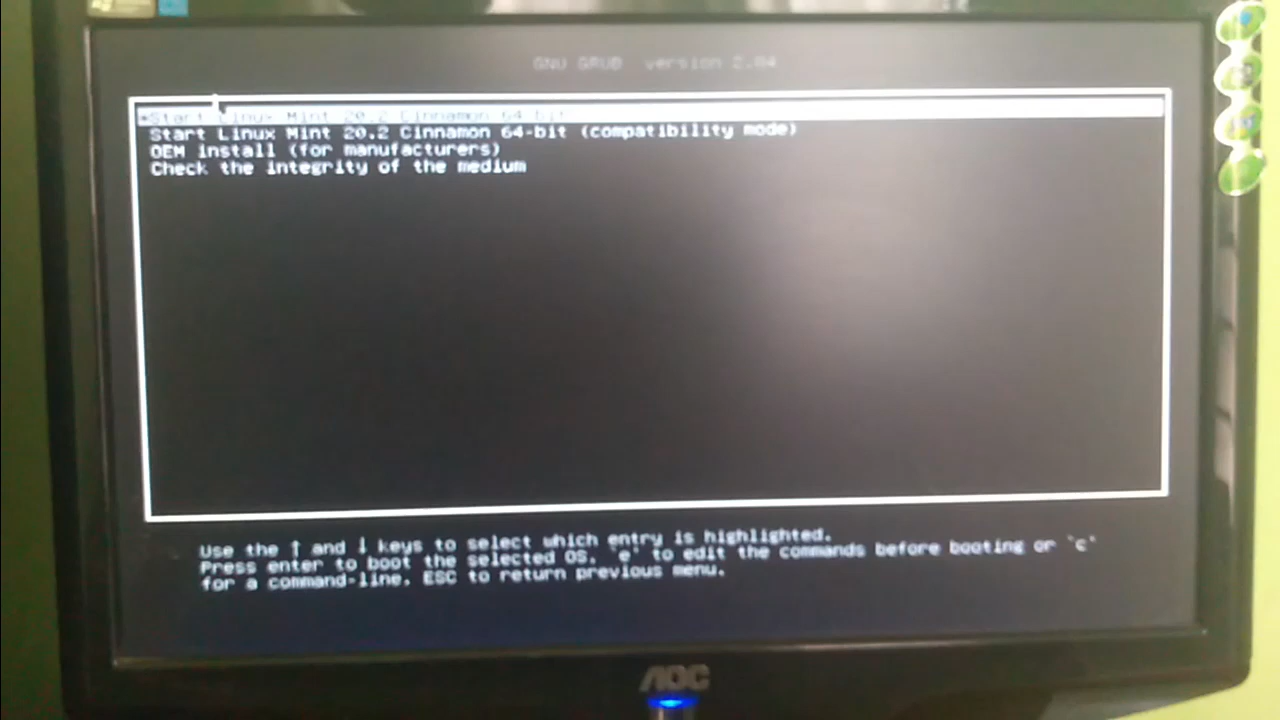 GNU GRUB version 2.04
*Start Linux Mint 20.2 Cinnamon 64-bit
Start Linux Mint 20.2 Cinnamon 64-bit (compatibility mode)
OEM install (for manufacturers)
Check the integrity of the medium
Use the ↑ and ↓ keys to select which entry is highlighted.
Press enter to boot the selected OS, `e' to edit the commands before booting or `c'
for a command-line. ESC to return previous menu.
AOC